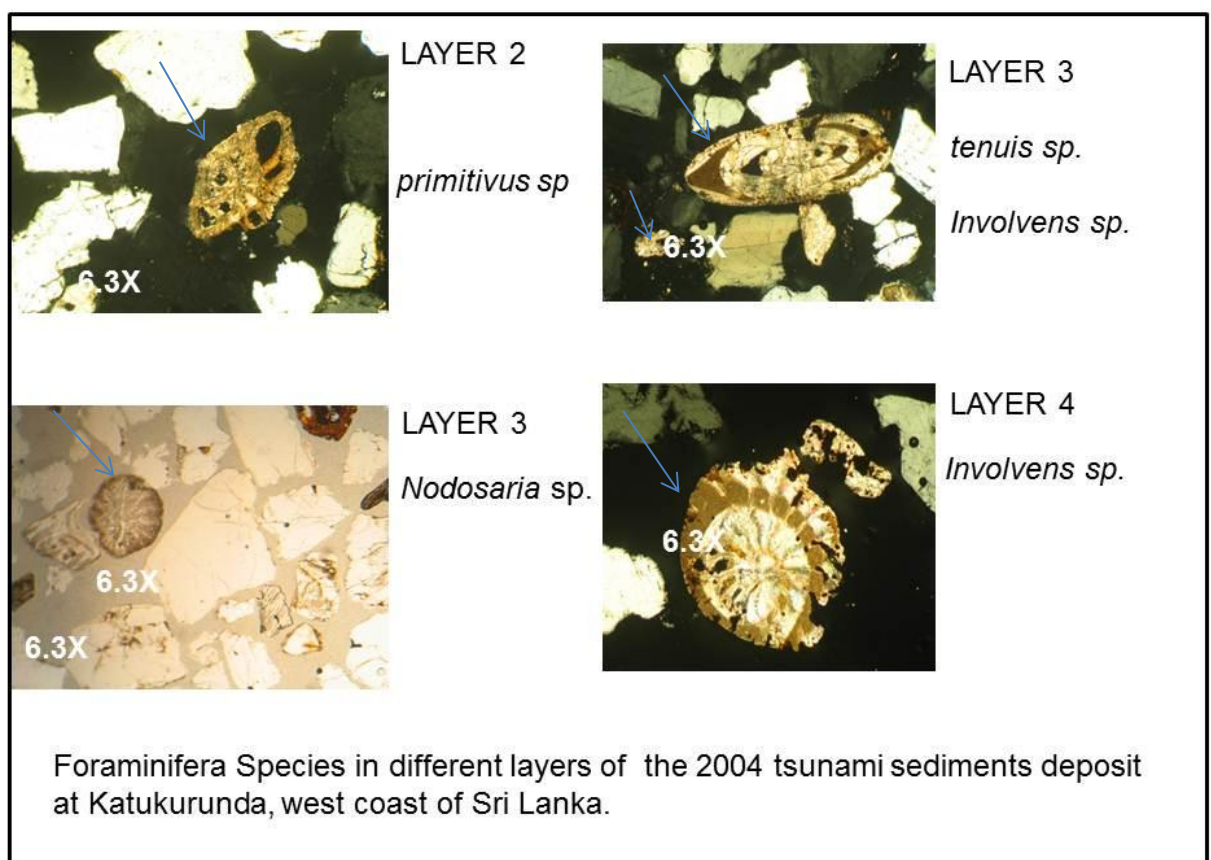 LAYER 2
primitivus sp
6.3X
LAYER 3
tenuis sp.
Involvens sp.
6.3X
LAYER 3
Nodosaria sp.
6.3X
6.3X
LAYER 4
Involvens sp.
6.3X
Foraminifera Species in different layers of the 2004 tsunami sediments deposit
at Katukurunda, west coast of Sri Lanka.